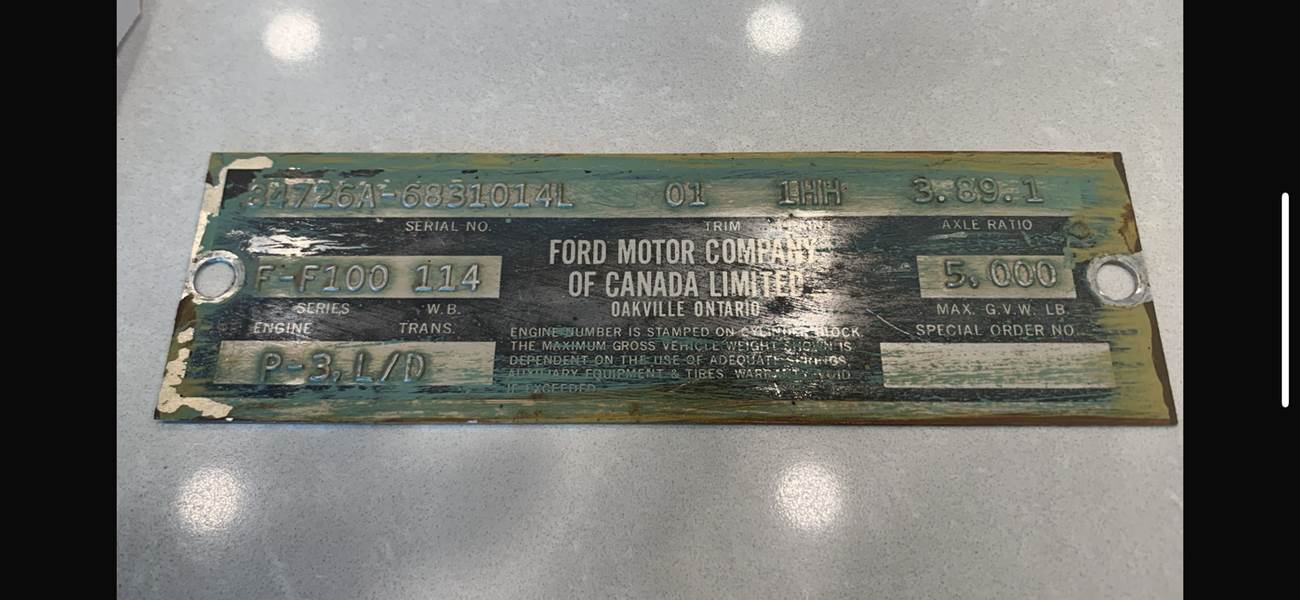 84726A-6831014L 01 1HH 3.89.1
SERIAL NO. TRIM PAINT AXLE RATIO
FORD MOTOR COMPANY
OF CANADA LIMITED
OAKVILLE ONTARIO
F-F100 114
SERIES W.B.
ENGINE TRANS.
P-3,L/D
ENGINE NUMBER IS STAMPED ON CYLINDER BLOCK
THE MAXIMUM GROSS VEHICLE WEIGHT SHOWN IS
DEPENDENT ON THE USE OF ADEQUATE SPRINGS
AUXILIARY EQUIPMENT & TIRES. WARRANTY VOID
IF EXCEEDED
5,000
MAX. G.V.W. LB.
SPECIAL ORDER NO.